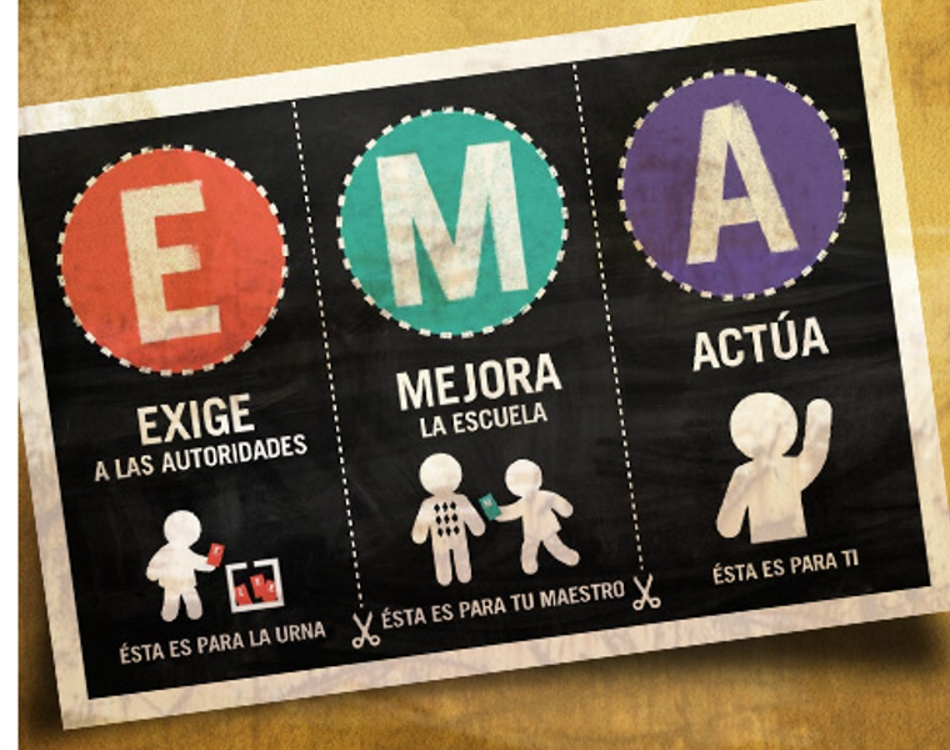 E
EXIGE
A LAS AUTORIDADES
ÉSTA ES PARA LA URNA
M
MEJORA
LA ESCUELA
ÉSTA ES PARA TU MAESTRO
A
ACTÚA
ÉSTA ES PARA TI